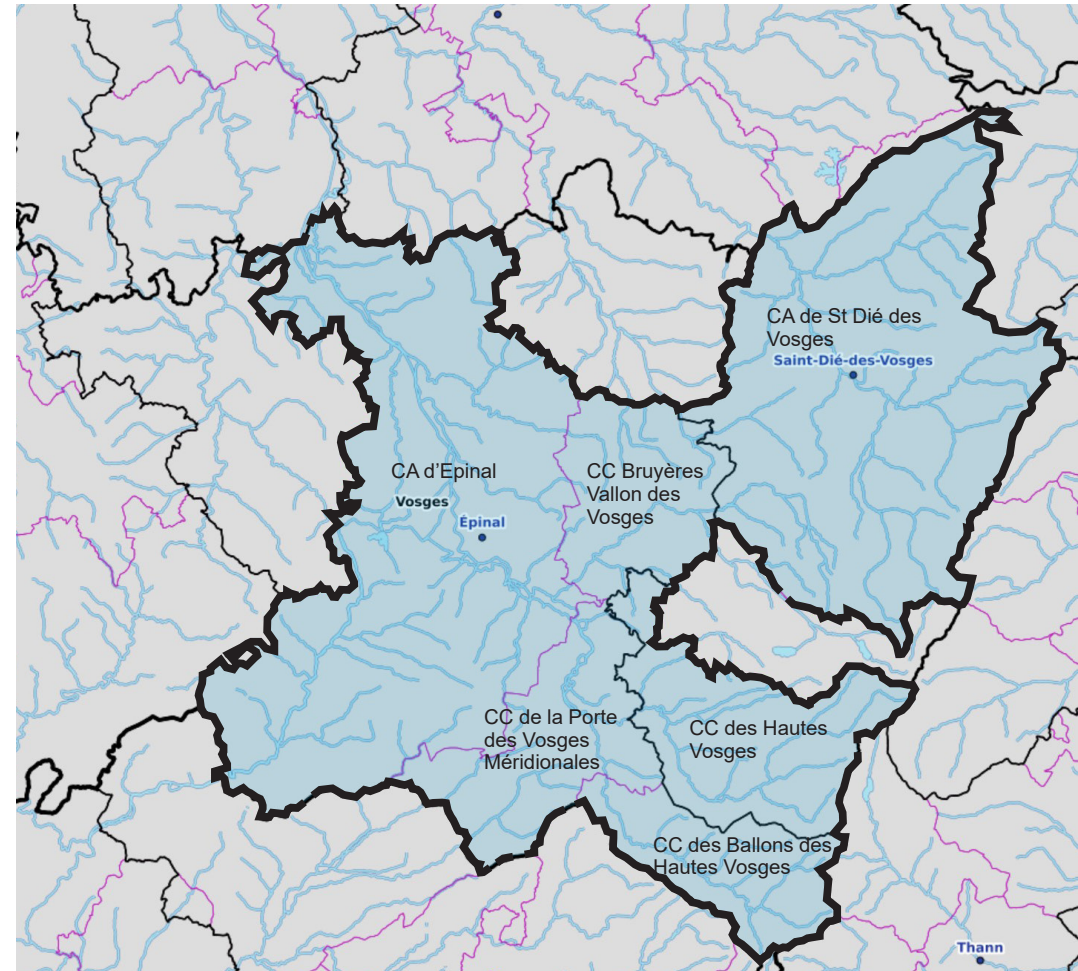 CA de St Dié des
Vosges
Saint-Dié-des-Vosges
CA d'Epinal
Vosges
Épinal
CC Bruyères
Vallon des
Vosges
CC de la Porte
des Vosges
Méridionales
CC des Hautes
Vosges
CC des Ballons des
Hautes Vosges
Thann